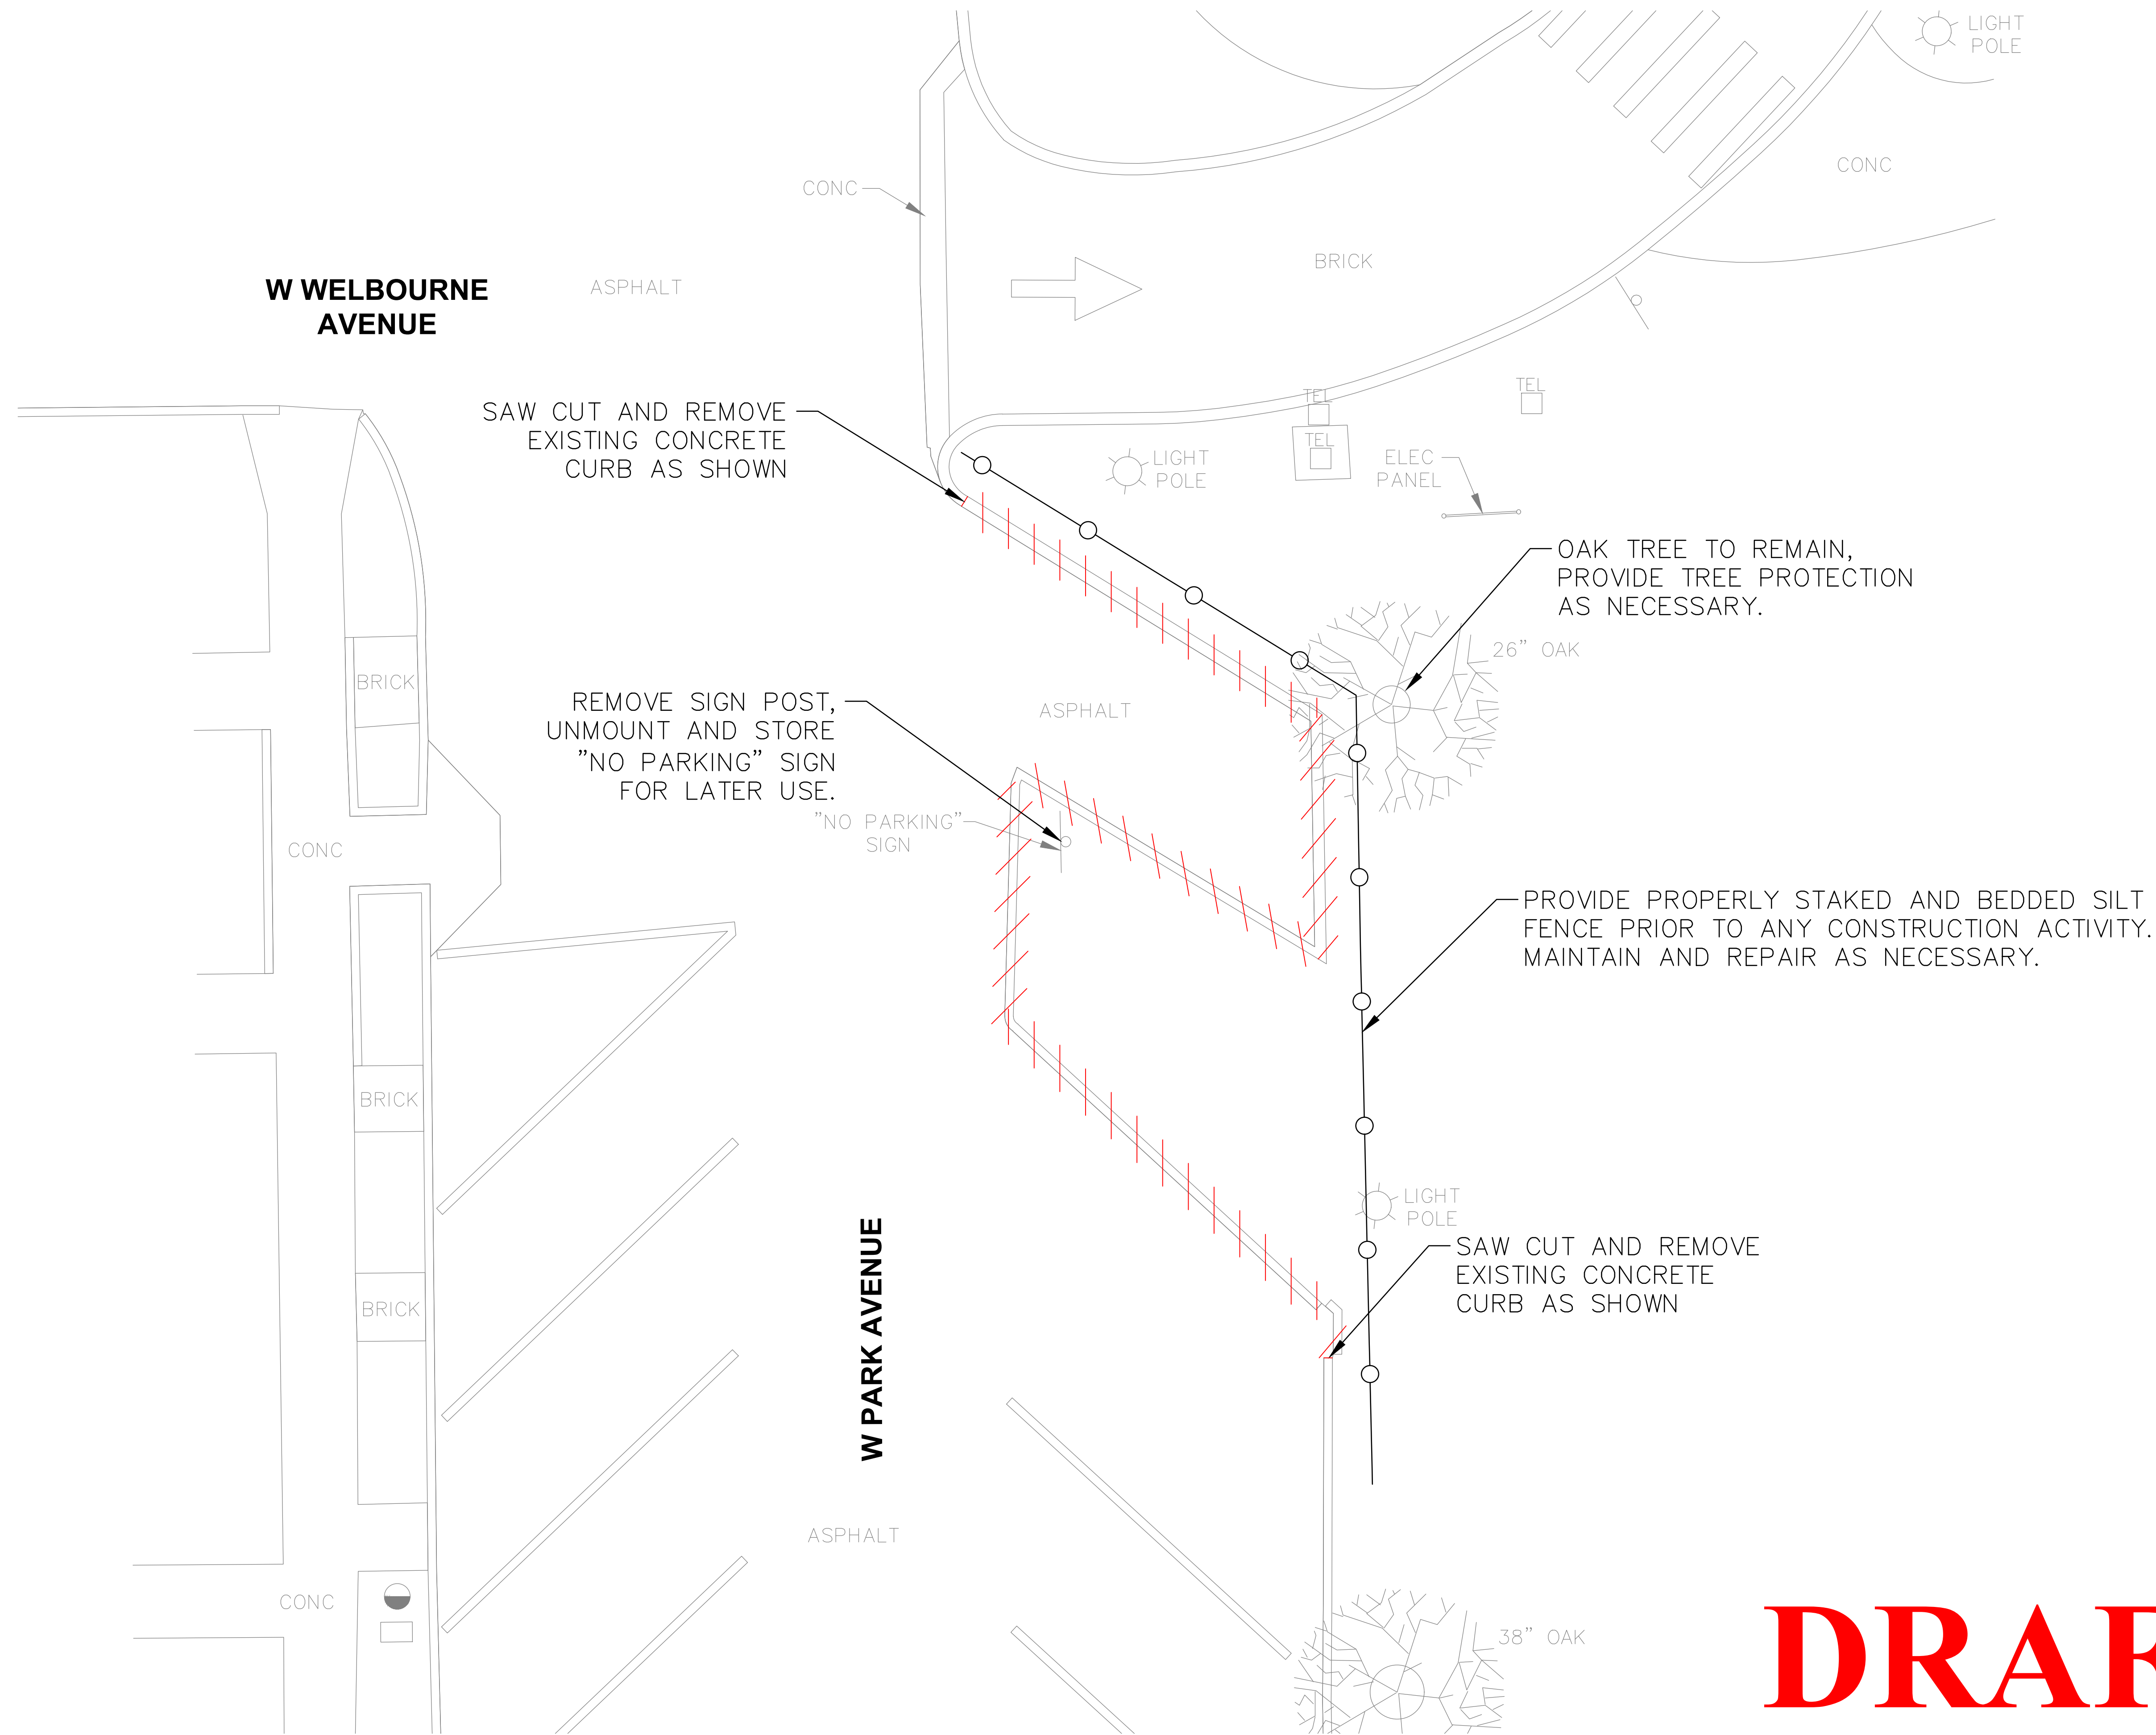 LIGHT
POLE
CONC
CONC
BRICK
W WELBOURNE
AVENUE
ASPHALT
TEL
TEL
TEL
SAW CUT AND REMOVE
EXISTING CONCRETE
CURB AS SHOWN
LIGHT
POLE
ELEC
PANEL
OAK TREE TO REMAIN,
PROVIDE TREE PROTECTION
AS NECESSARY.
26" OAK
BRICK
REMOVE SIGN POST,
UNMOUNT AND STORE
"NO PARKING" SIGN
FOR LATER USE.
ASPHALT
"NO PARKING"
SIGN
CONC
PROVIDE PROPERLY STAKED AND BEDDED SILT
FENCE PRIOR TO ANY CONSTRUCTION ACTIVITY.
MAINTAIN AND REPAIR AS NECESSARY.
BRICK
LIGHT
POLE
SAW CUT AND REMOVE
EXISTING CONCRETE
CURB AS SHOWN
BRICK
W PARK AVENUE
ASPHALT
CONC
38" OAK